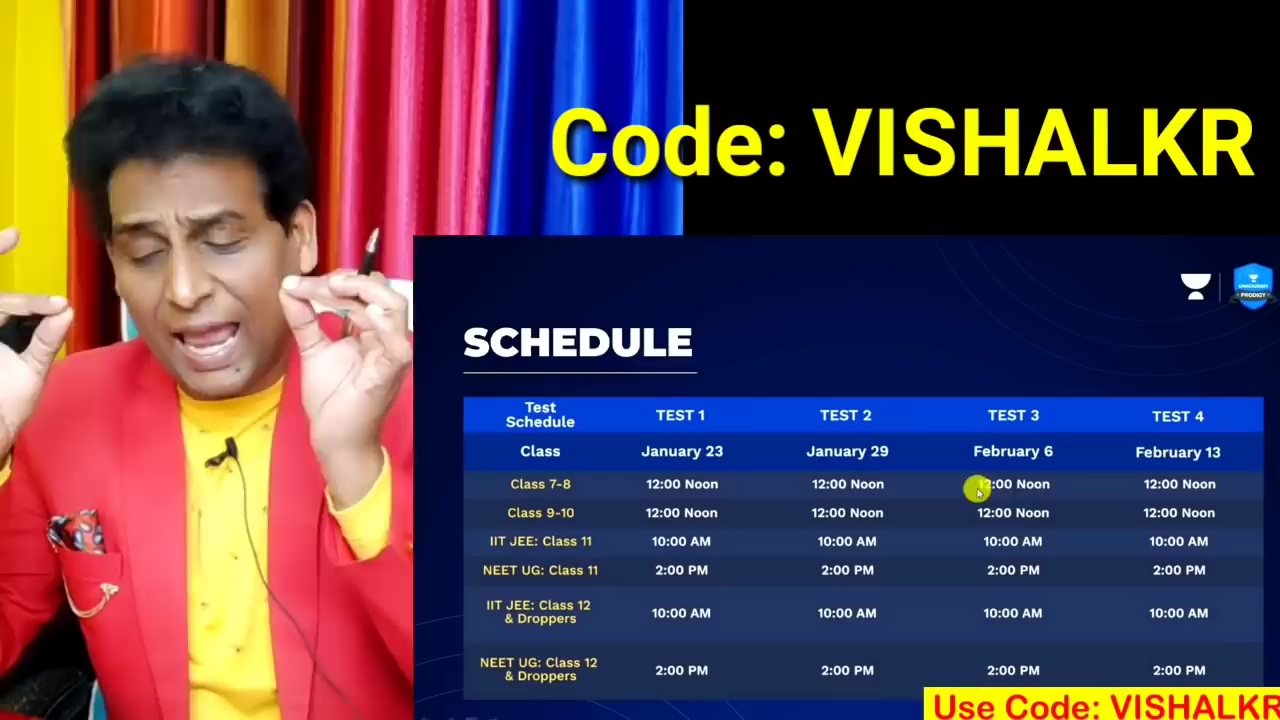 Code: VISHALKR
PRODIGY
SCHEDULE
Test Schedule TEST 1 TEST 2 TEST 3 TEST 4
Class January 23 January 29 February 6 February 13
Class 7-8 12:00 Noon 12:00 Noon 12:00 Noon 12:00 Noon
Class 9-10 12:00 Noon 12:00 Noon 12:00 Noon 12:00 Noon
IIT JEE: Class 11 10:00 AM 10:00 AM 10:00 AM 10:00 AM
NEET UG: Class 11 2:00 PM 2:00 PM 2:00 PM 2:00 PM
IIT JEE: Class 12 & Droppers 10:00 AM 10:00 AM 10:00 AM 10:00 AM
NEET UG: Class 12 & Droppers 2:00 PM 2:00 PM 2:00 PM 2:00 PM
Use Code: VISHALKR